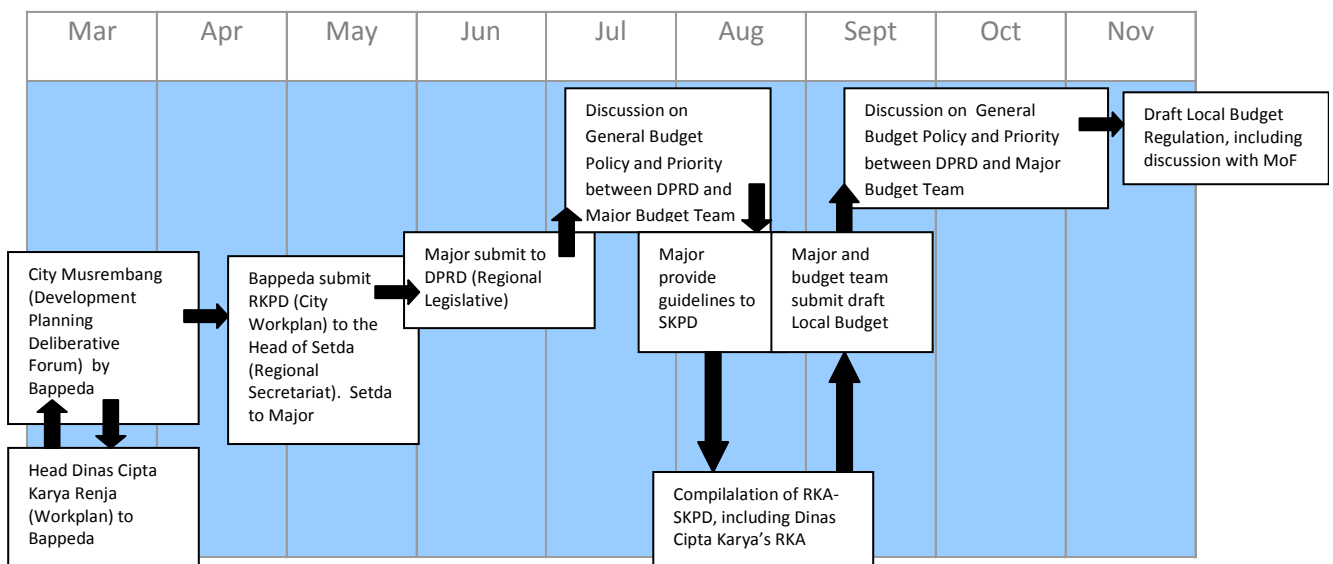 Mar Apr May Jun Jul Aug Sept Oct Nov
Discussion on
General Budget
Policy and Priority
between DPRD and
Major Budget Team
Discussion on General
Budget Policy and Priority
between DPRD and Major
Budget Team
Draft Local Budget
Regulation, including
discussion with MoF
City Musrembang
(Development
Planning
Deliberative
Forum) by
Bappeda
Bappeda submit
RKPD (City
Workplan) to the
Head of Setda
(Regional
Secretariat). Setda
to Major
Major submit to
DPRD (Regional
Legislative)
Major
provide
guidelines to
SKPD
Major and
budget team
submit draft
Local Budget
Head Dinas Cipta
Karya Renja
(Workplan) to
Bappeda
Compilalation of RKA-
SKPD, including Dinas
Cipta Karya’s RKA